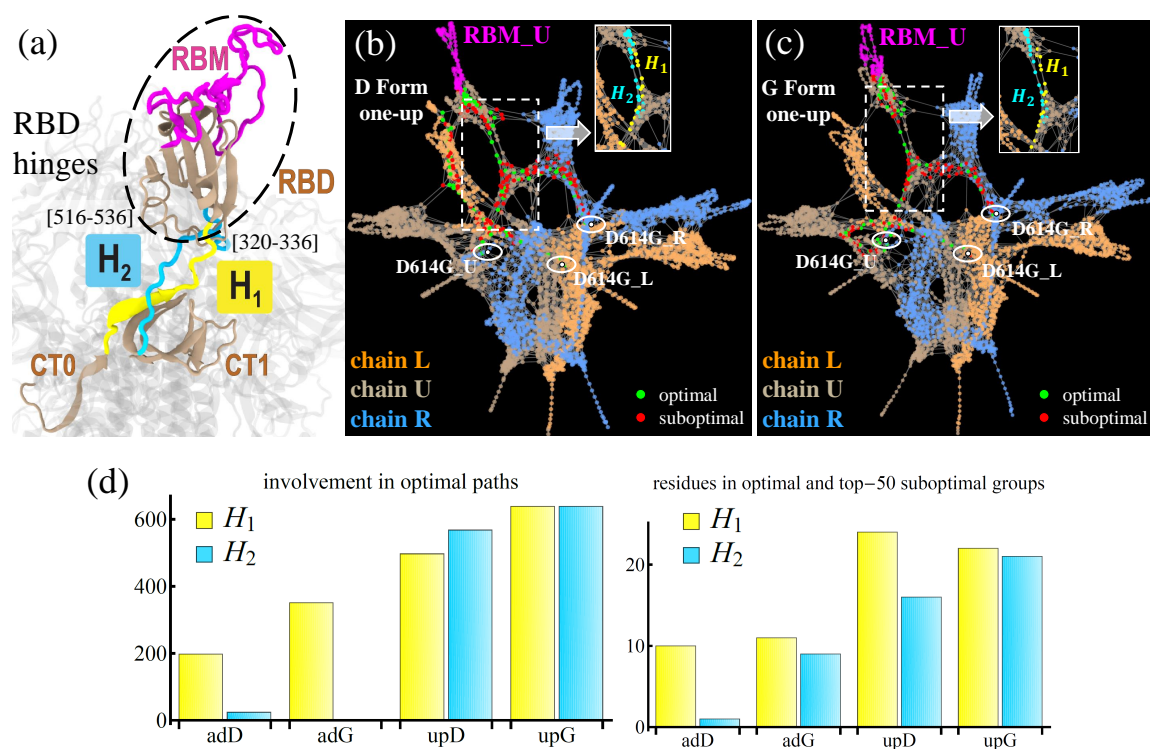 (a)
RBM
RBD
hinges
RBD
[516-536]
[320-336]
H2
H1
CT0
CT1
(b)
RBM_U
D Form
one-up
H1
H2
D614G_R
D614G_U
D614G_L
chain L
chain U
chain R
optimal
suboptimal
(c)
RBM_U
G Form
one-up
H1
H2
D614G_R
D614G_U
D614G_L
chain L
chain U
chain R
optimal
suboptimal
(d)
involvement in optimal paths
H1
H2
600
400
200
0
adD adG upD upG
residues in optimal and top−50 suboptimal groups
H1
H2
20
10
0
adD adG upD upG